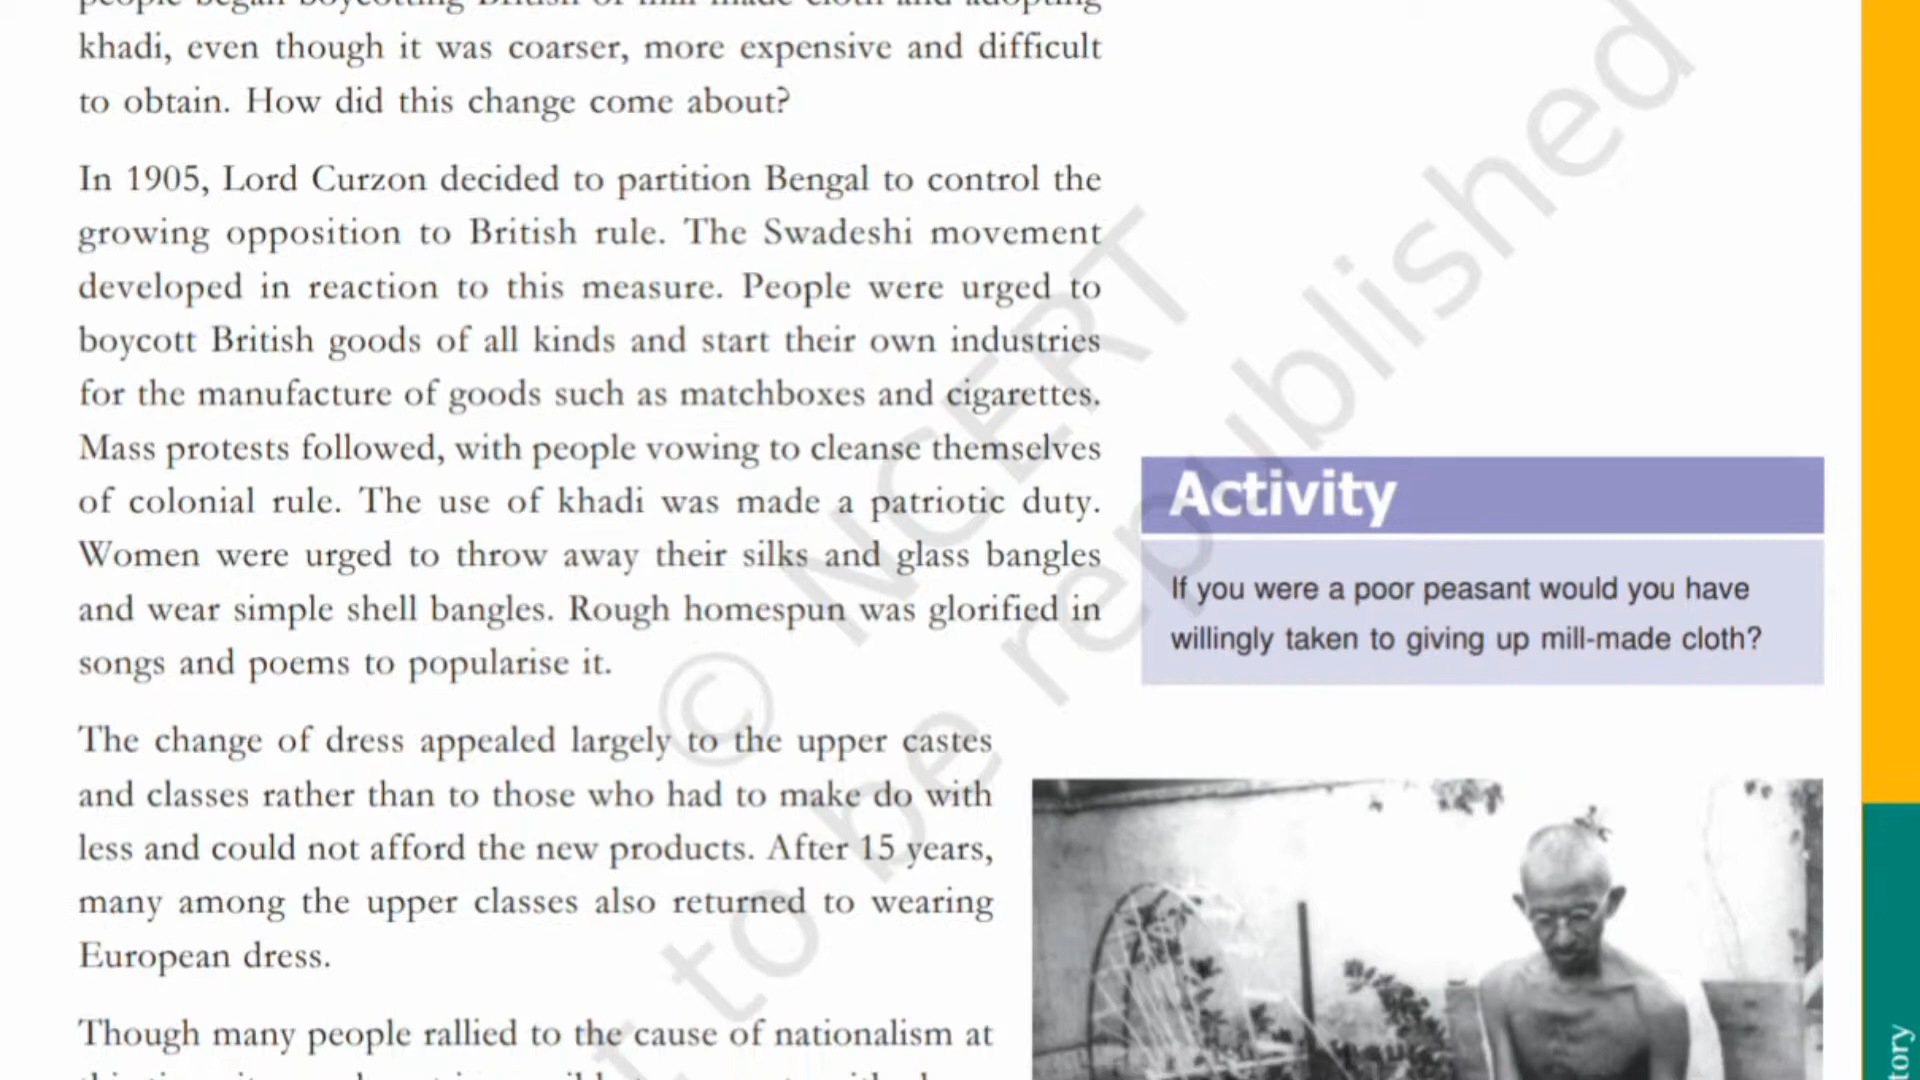 khadi, even though it was coarser, more expensive and difficult
to obtain. How did this change come about?
In 1905, Lord Curzon decided to partition Bengal to control the
growing opposition to British rule. The Swadeshi movement
developed in reaction to this measure. People were urged to
boycott British goods of all kinds and start their own industries
for the manufacture of goods such as matchboxes and cigarettes.
Mass protests followed, with people vowing to cleanse themselves
of colonial rule. The use of khadi was made a patriotic duty.
Women were urged to throw away their silks and glass bangles
and wear simple shell bangles. Rough homespun was glorified in
songs and poems to popularise it.
The change of dress appealed largely to the upper castes
and classes rather than to those who had to make do with
less and could not afford the new products. After 15 years,
many among the upper classes also returned to wearing
European dress.
Though many people rallied to the cause of nationalism at
Activity
If you were a poor peasant would you have
willingly taken to giving up mill-made cloth?
© NCERT
to be republished
tory